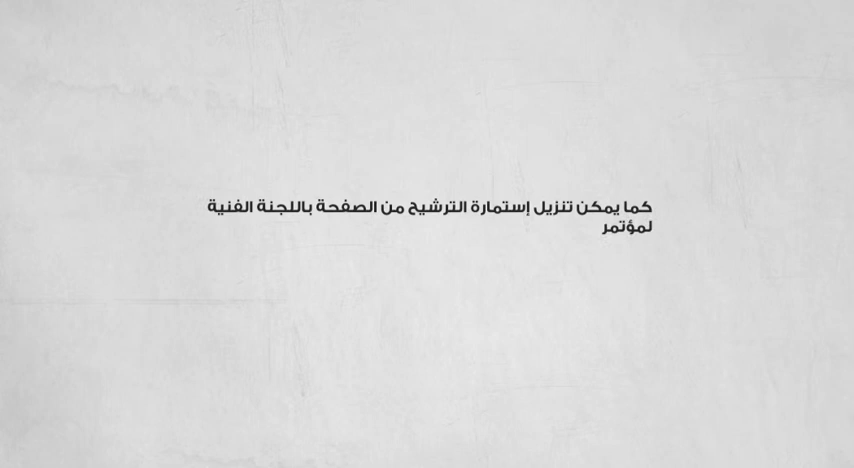 كما يمكن تنزيل إستمارة الترشيح من الصفحة باللجنة الفنية
لمؤتمر